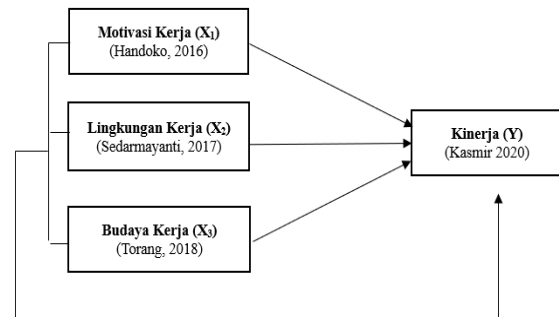 Motivasi Kerja (X₁)
(Handoko, 2016)
Lingkungan Kerja (X₂)
(Sedarmayanti, 2017)
Kinerja (Y)
(Kasmir 2020)
Budaya Kerja (X₃)
(Torang, 2018)